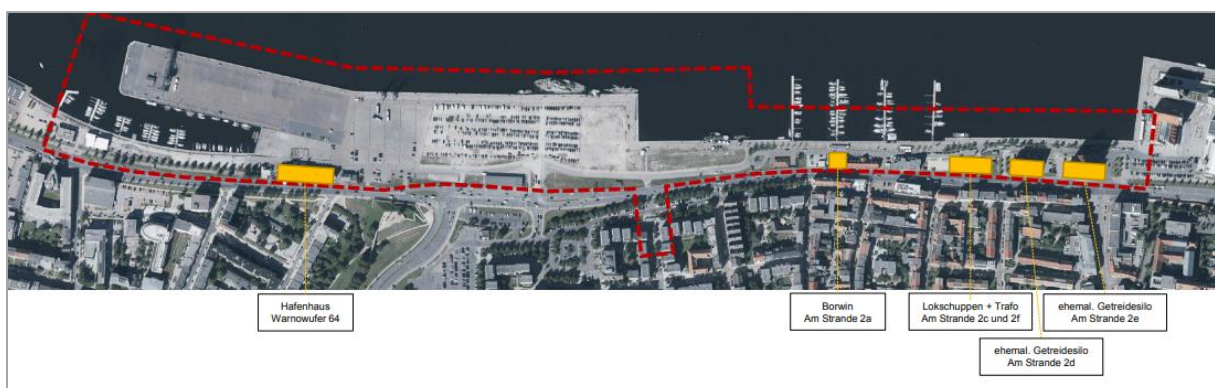 Hafenhaus
Warnowufer 64
Borwin
Am Strande 2a
Lokschuppen + Trafo
Am Strande 2c und 2f
ehemal. Getreidesilo
Am Strande 2e
ehemal. Getreidesilo
Am Strande 2d